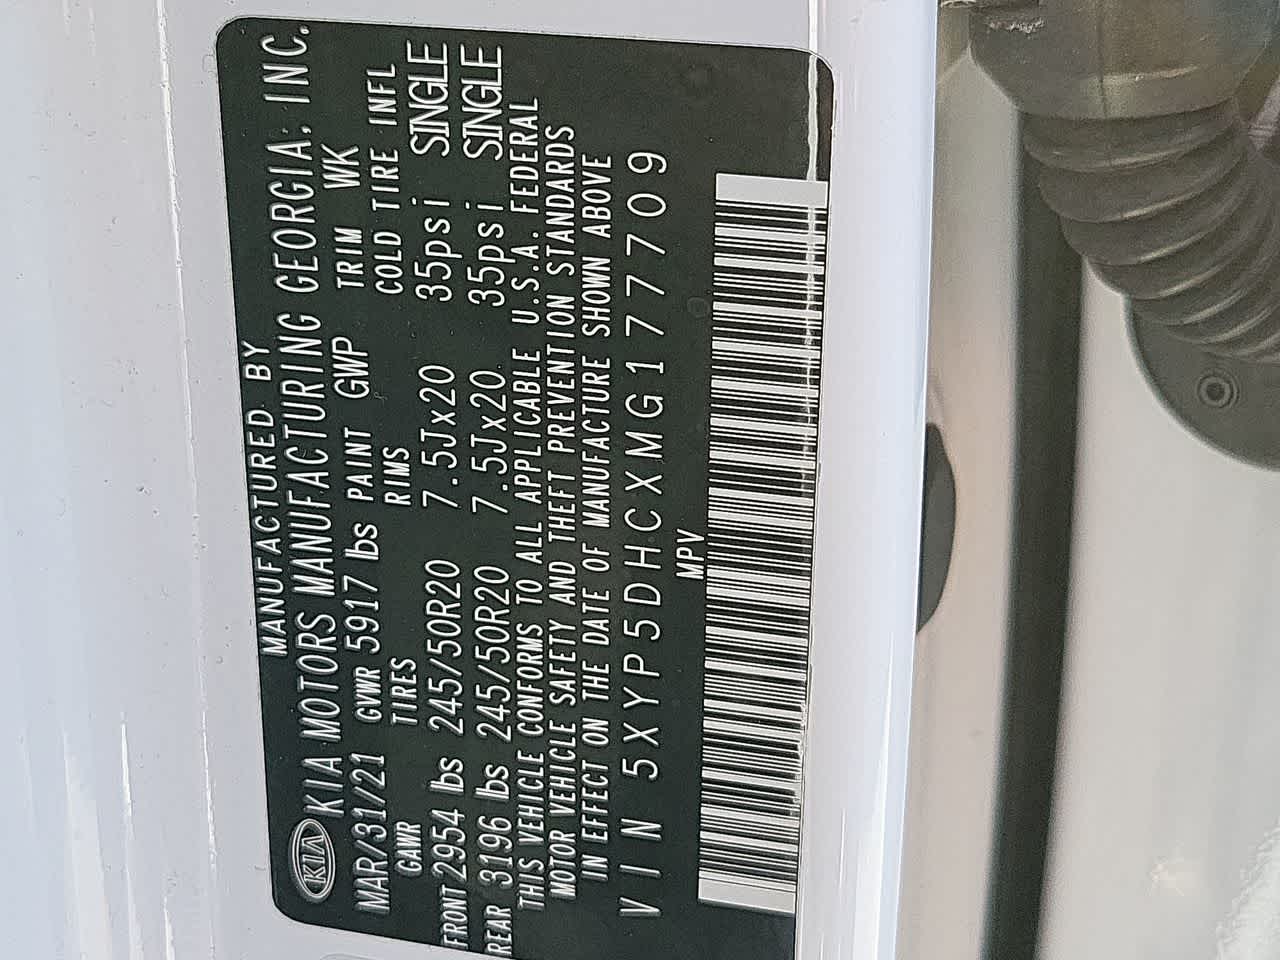 MANUFACTURED BY
KIA KIA MOTORS MANUFACTURING GEORGIA, INC.
MAR/31/21 GVWR 5917 lbs PAINT GWP TRIM WK
GAWR TIRES RIMS COLD TIRE INFL
FRONT 2954 lbs 245/50R20 7.5Jx20 35psi SINGLE
REAR 3196 lbs 245/50R20 7.5Jx20 35psi SINGLE
THIS VEHICLE CONFORMS TO ALL APPLICABLE U.S.A. FEDERAL
MOTOR VEHICLE SAFETY AND THEFT PREVENTION STANDARDS
IN EFFECT ON THE DATE OF MANUFACTURE SHOWN ABOVE
VIN 5XYP5DHCXMG177709
MPV